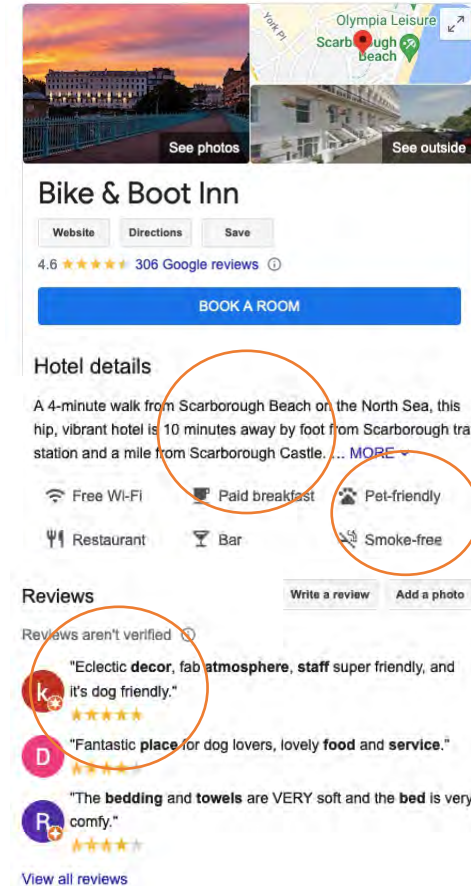 York Pl
Olympia Leisure
Scarb ugh
Beach
See photos
See outside
Bike & Boot Inn
Website Directions Save
4.6 306 Google reviews
BOOK A ROOM
Hotel details
A 4-minute walk from Scarborough Beach on the North Sea, this
hip, vibrant hotel is 10 minutes away by foot from Scarborough tra
station and a mile from Scarborough Castle. ... MORE
Free Wi-Fi Paid breakfast Pet-friendly
Restaurant Bar Smoke-free
Reviews Write a review Add a photo
Reviews aren't verified
k "Eclectic decor, fab atmosphere, staff super friendly, and
it's dog friendly."
D "Fantastic place for dog lovers, lovely food and service."
R "The bedding and towels are VERY soft and the bed is very
comfy."
View all reviews